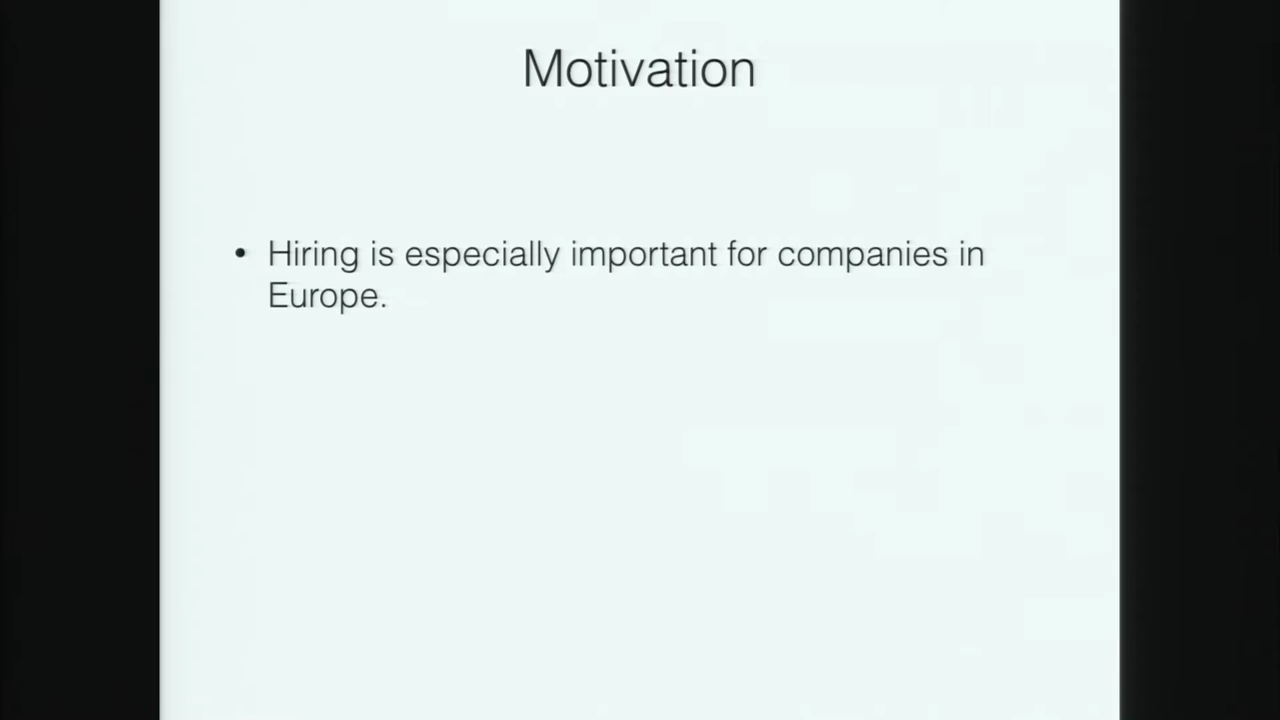 Motivation
• Hiring is especially important for companies in
Europe.